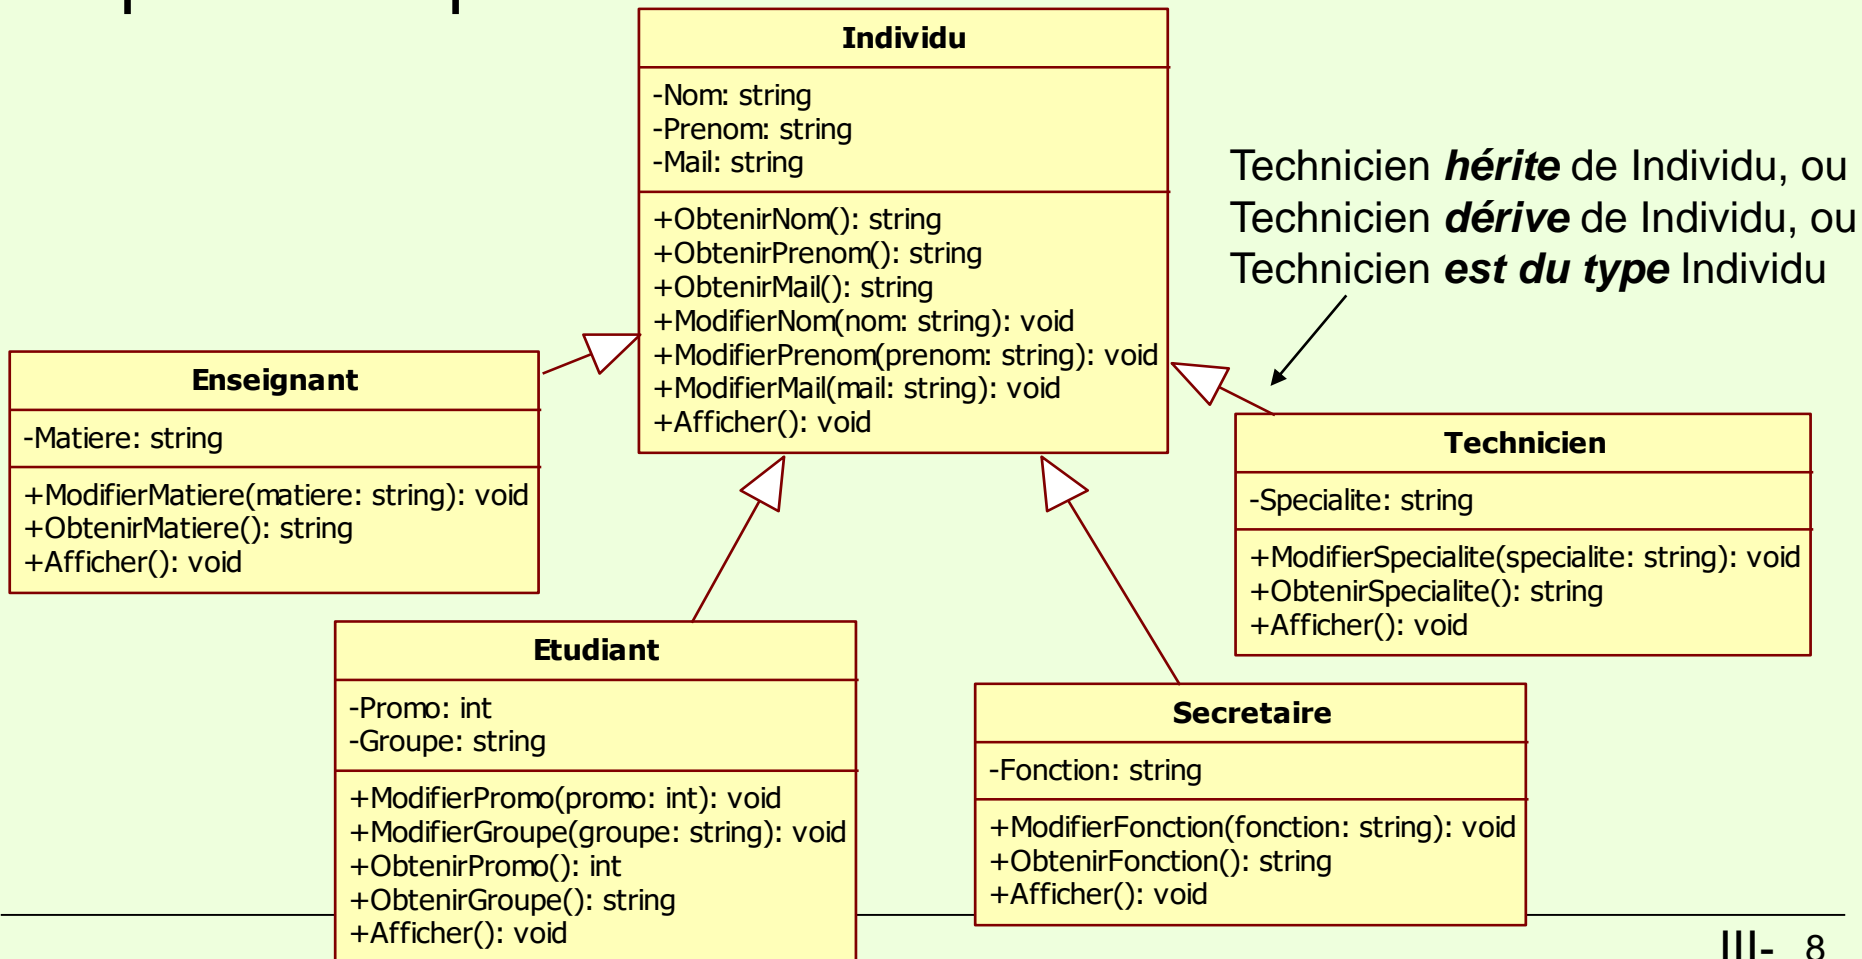 Individu
-Nom: string
-Prenom: string
-Mail: string
+ObtenirNom(): string
+ObtenirPrenom(): string
+ObtenirMail(): string
+ModifierNom(nom: string): void
+ModifierPrenom(prenom: string): void
+ModifierMail(mail: string): void
+Afficher(): void
Technicien hérite de Individu, ou
Technicien dérive de Individu, ou
Technicien est du type Individu
Enseignant
-Matiere: string
+ModifierMatiere(matiere: string): void
+ObtenirMatiere(): string
+Afficher(): void
Technicien
-Specialite: string
+ModifierSpecialite(specialite: string): void
+ObtenirSpecialite(): string
+Afficher(): void
Etudiant
-Promo: int
-Groupe: string
+ModifierPromo(promo: int): void
+ModifierGroupe(groupe: string): void
+ObtenirPromo(): int
+ObtenirGroupe(): string
+Afficher(): void
Secretaire
-Fonction: string
+ModifierFonction(fonction: string): void
+ObtenirFonction(): string
+Afficher(): void
III- 8